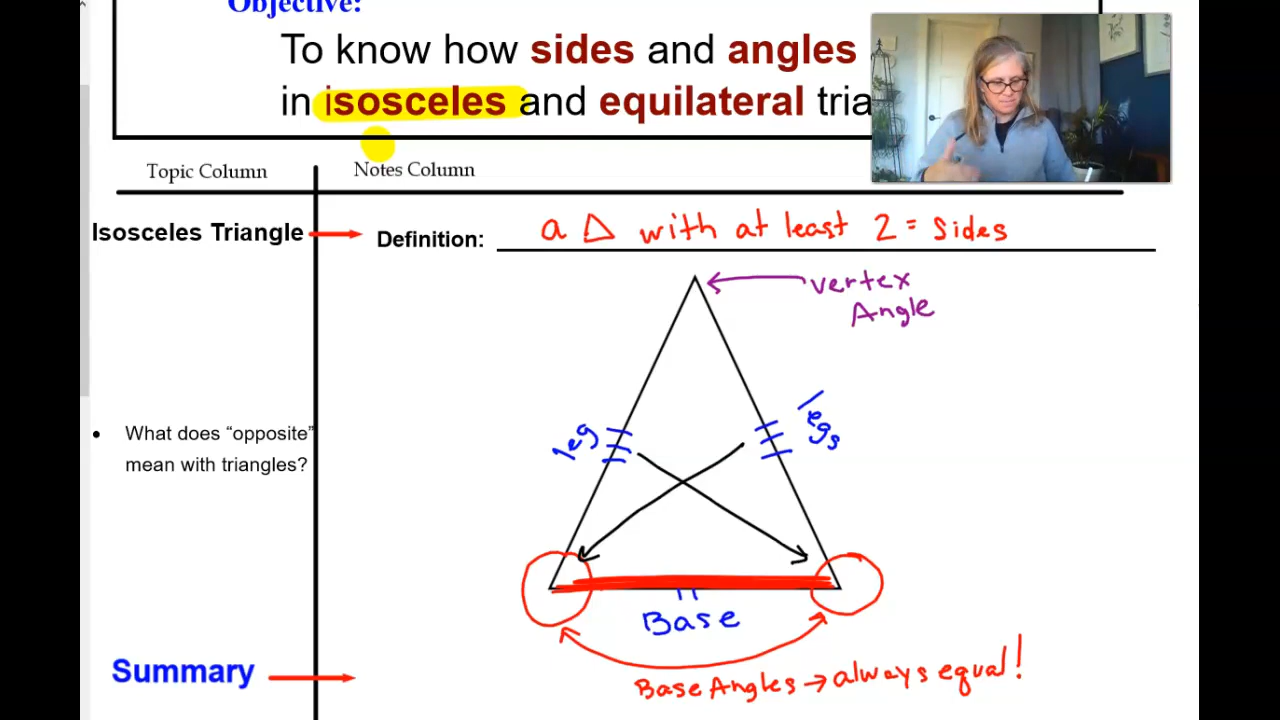 Objective:
To know how sides and angles
in isosceles and equilateral tria
Topic Column
Notes Column
Isosceles Triangle
Definition: a △ with at least 2 = sides
vertex
Angle
leg
legs
What does “opposite”
mean with triangles?
Base
Summary
Base Angles → always equal!